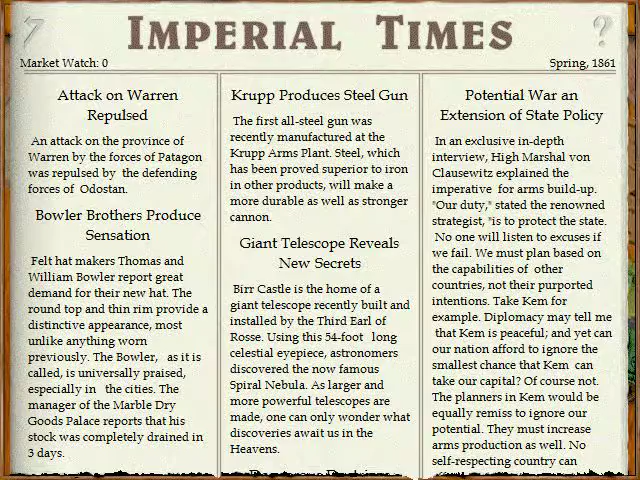 IMPERIAL TIMES
Market Watch: 0
Spring, 1861
Attack on Warren
Repulsed
An attack on the province of
Warren by the forces of Patagon
was repulsed by the defending
forces of Odostan.
Bowler Brothers Produce
Sensation
Felt hat makers Thomas and
William Bowler report great
demand for their new hat. The
round top and thin rim provide a
distinctive appearance, most
unlike anything worn
previously. The Bowler, as it is
called, is universally praised,
especially in the cities. The
manager of the Marble Dry
Goods Palace reports that his
stock was completely drained in
3 days.
Krupp Produces Steel Gun
The first all-steel gun was
recently manufactured at the
Krupp Arms Plant. Steel, which
has been proved superior to iron
in other products, will make a
more durable as well as stronger
cannon.
Giant Telescope Reveals
New Secrets
Birr Castle is the home of a
giant telescope recently built and
installed by the Third Earl of
Rosse. Using this 54-foot long
celestial eyepiece, astronomers
discovered the now famous
Spiral Nebula. As larger and
more powerful telescopes are
made, one can only wonder what
discoveries await us in the
Heavens.
Potential War an
Extension of State Policy
In an exclusive in-depth
interview, High Marshal von
Clausewitz explained the
imperative for arms build-up.
"Our duty," stated the renowned
strategist, "is to protect the state.
No one will listen to excuses if
we fail. We must plan based on
the capabilities of other
countries, not their purported
intentions. Take Kem for
example. Diplomacy may tell me
that Kem is peaceful; and yet can
our nation afford to ignore the
smallest chance that Kem can
take our capital? Of course not.
The planners in Kem would be
equally remiss to ignore our
potential. They must increase
arms production as well. No
self-respecting country can